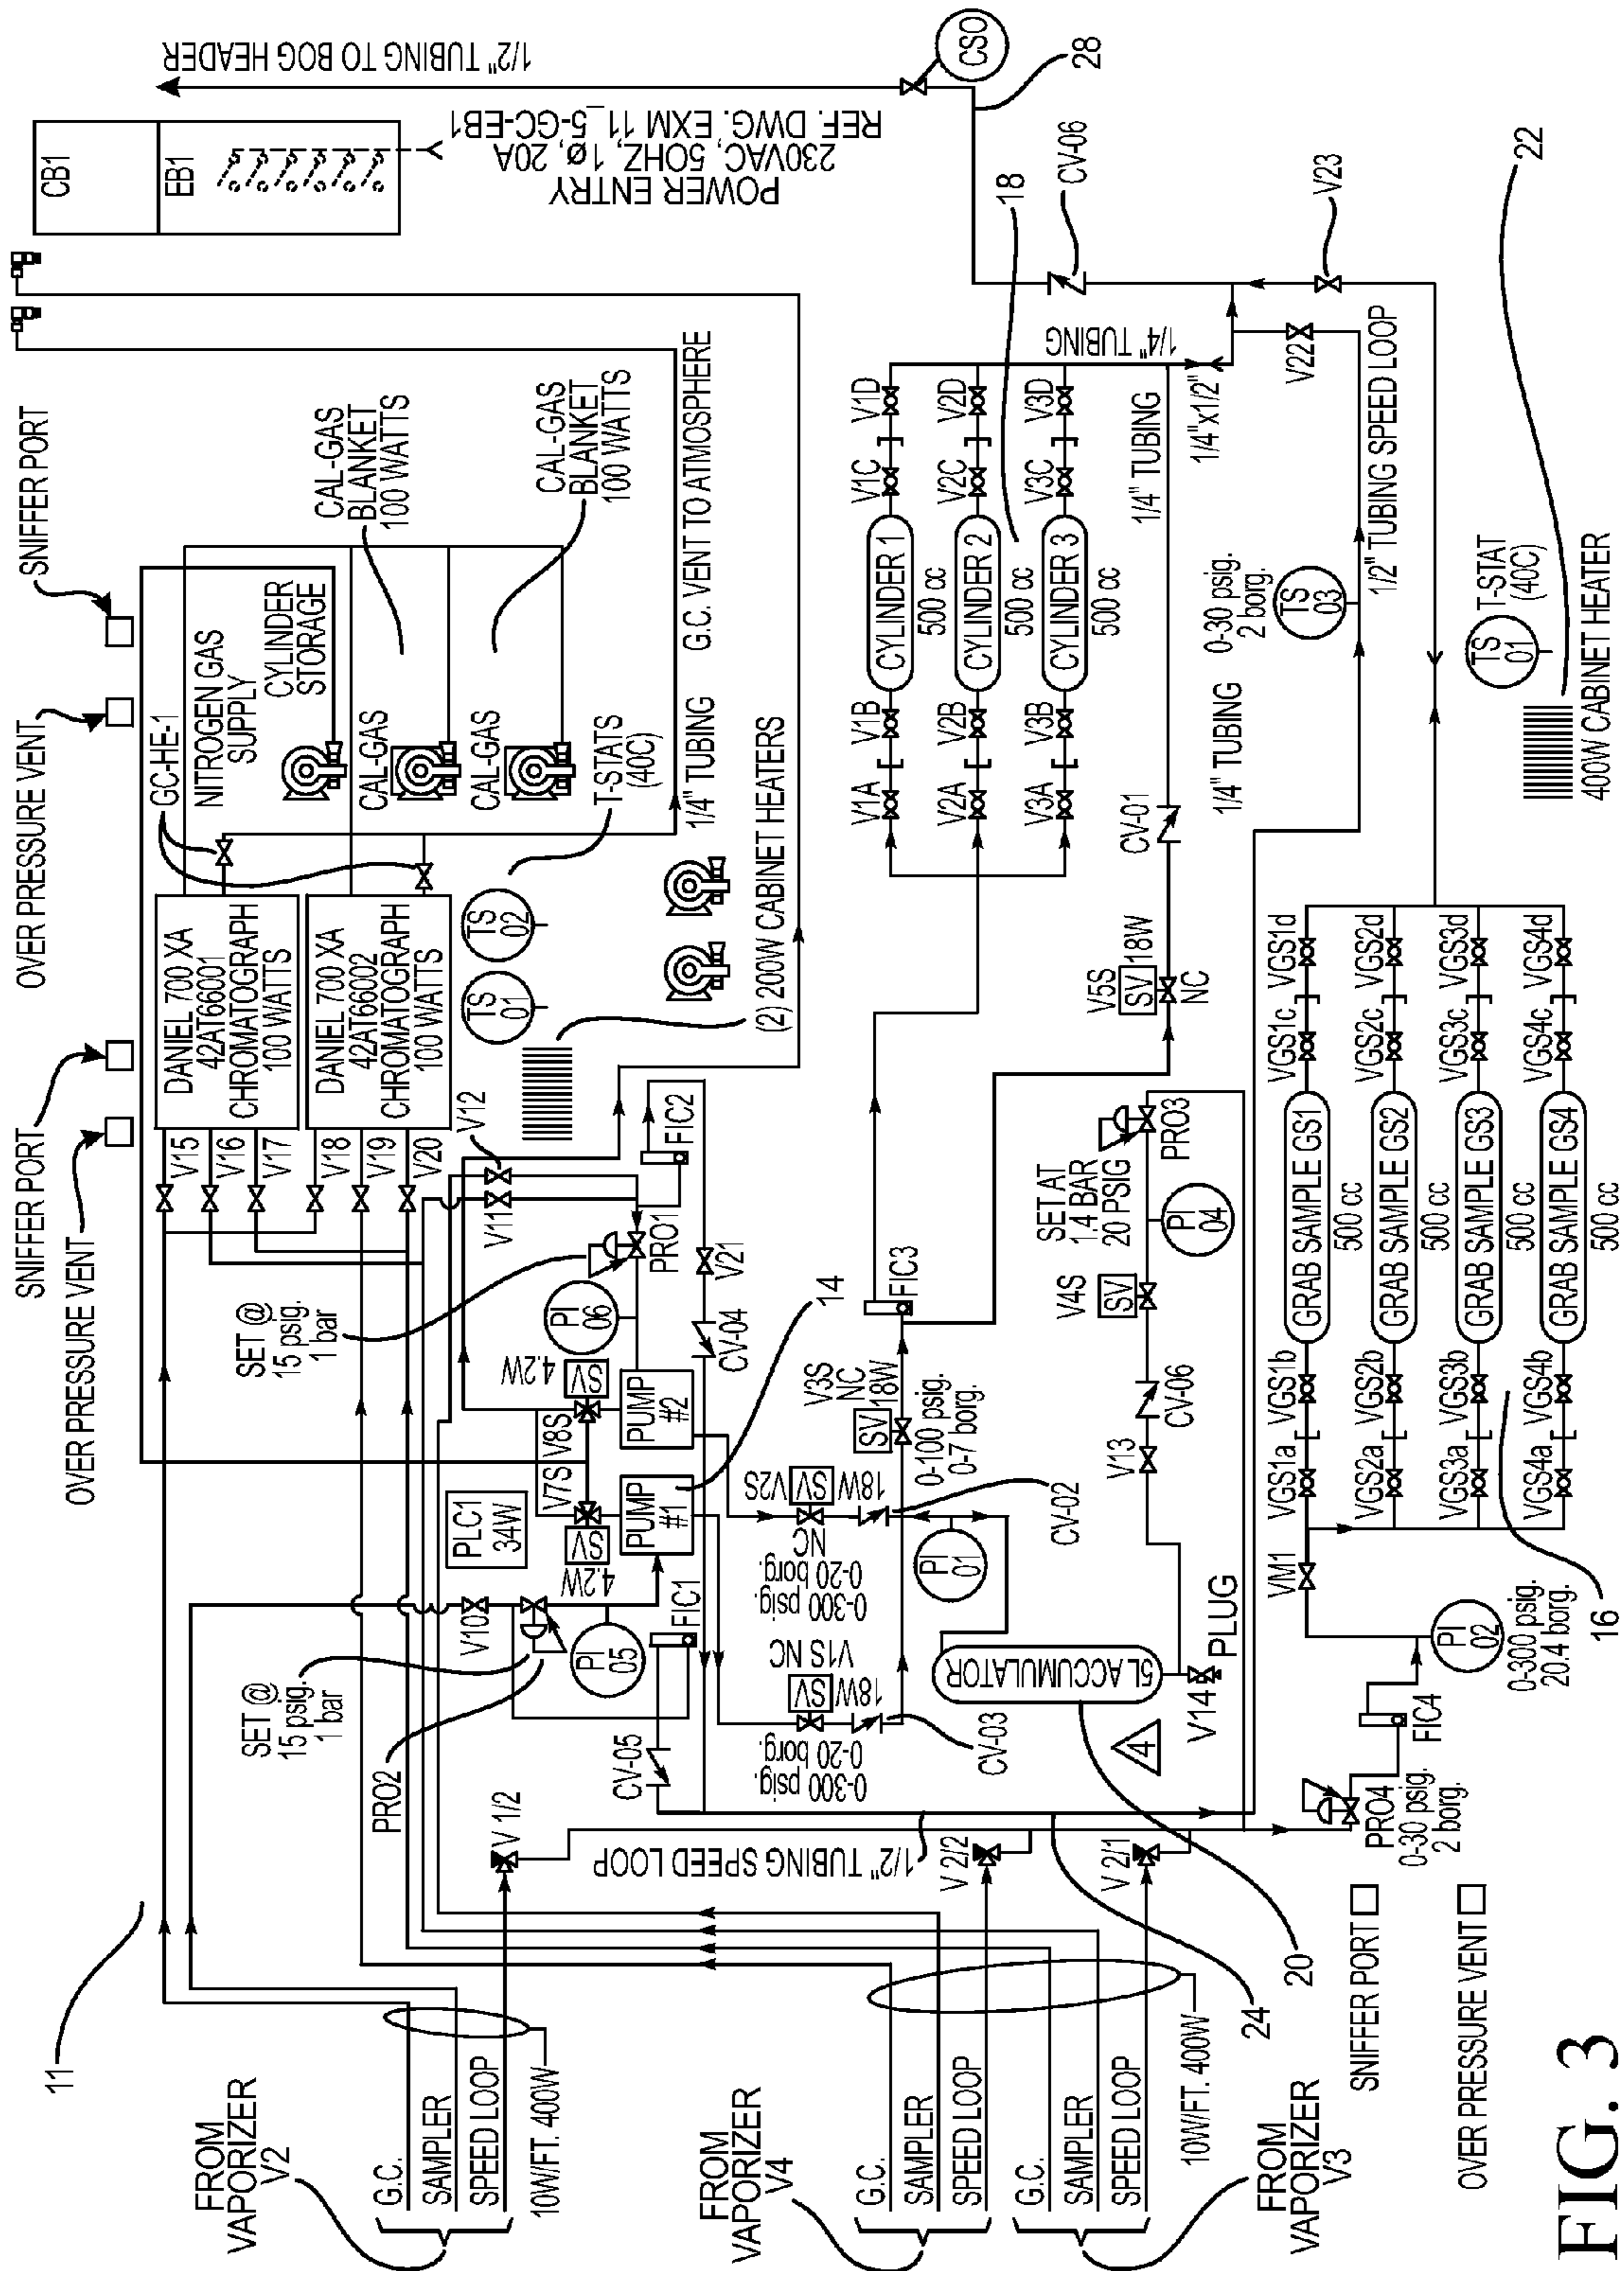 SNIFFER PORT
OVER PRESSURE VENT
SNIFFER PORT
OVER PRESSURE VENT
11
FROM
VAPORIZER
V2
G.C.
SAMPLER
SPEED LOOP
10W/FT. 400W
FROM
VAPORIZER
V4
G.C.
SAMPLER
SPEED LOOP
G.C.
SAMPLER
SPEED LOOP
10W/FT. 400W
FROM
VAPORIZER
V3
SET @
15 psig.
1 bar
PRO2
V 1/2
1/2" TUBING SPEED LOOP
V 2/2
V 2/1
24
20
SNIFFER PORT
OVER PRESSURE VENT
SET @
15 psig.
1 bar
V10
PI
05
FIC1
CV-05
PLC1
34W
4.2W
SV
V7S
V8S
SV
4.2W
PUMP
#1
PUMP
#2
14
PI
06
PRO1
V11
V12
FIC2
V21
CV-04
V15
V16
V17
V18
V19
V20
DANIEL 700 XA
42AT66001
CHROMATOGRAPH
100 WATTS
DANIEL 700 XA
42AT66002
CHROMATOGRAPH
100 WATTS
TS
01
TS
02
T-STATS
(40C)
(2) 200W CABINET HEATERS
GC-HE-1
NITROGEN GAS
SUPPLY
CYLINDER
STORAGE
CAL-GAS
CAL-GAS
CAL-GAS
BLANKET
100 WATTS
CAL-GAS
BLANKET
100 WATTS
1/4" TUBING
G.C. VENT TO ATMOSPHERE
CB1
EB1
POWER ENTRY
230VAC, 50HZ, 1ø, 20A
REF. DWG. EXM 11_5-GC-EB1
1/2" TUBING TO BOG HEADER
CSO
28
V1S NC
SV
18W
0-300 psig.
0-20 borg.
CV-03
V2S
SV
18W
NC
0-300 psig.
0-20 borg.
CV-02
PI
01
5L ACCUMULATOR
4
V14
PLUG
V3S
NC
SV
18W
0-100 psig.
0-7 borg.
FIC3
V13
CV-06
V4S
SV
SET AT
1.4 BAR
20 PSIG
PI
04
PRO3
V5S
SV
18W
NC
CV-01
1/4" TUBING
V1A
V1B
CYLINDER 1
500 cc
V1C
V1D
V2A
V2B
CYLINDER 2
500 cc
V2C
V2D
V3A
V3B
CYLINDER 3
500 cc
V3C
V3D
18
1/4" TUBING
1/4" TUBING
1/4"x1/2"
CV-06
V22
V23
0-30 psig.
2 borg.
TS
03
1/2" TUBING SPEED LOOP
PRO4
0-30 psig.
2 borg.
FIC4
PI
02
0-300 psig.
20.4 borg.
VM1
VGS1a
VGS1b
GRAB SAMPLE GS1
500 cc
VGS1c
VGS1d
VGS2a
VGS2b
GRAB SAMPLE GS2
500 cc
VGS2c
VGS2d
VGS3a
VGS3b
GRAB SAMPLE GS3
500 cc
VGS3c
VGS3d
VGS4a
VGS4b
GRAB SAMPLE GS4
500 cc
VGS4c
VGS4d
16
TS
01
T-STAT
(40C)
400W CABINET HEATER
22
FIG. 3